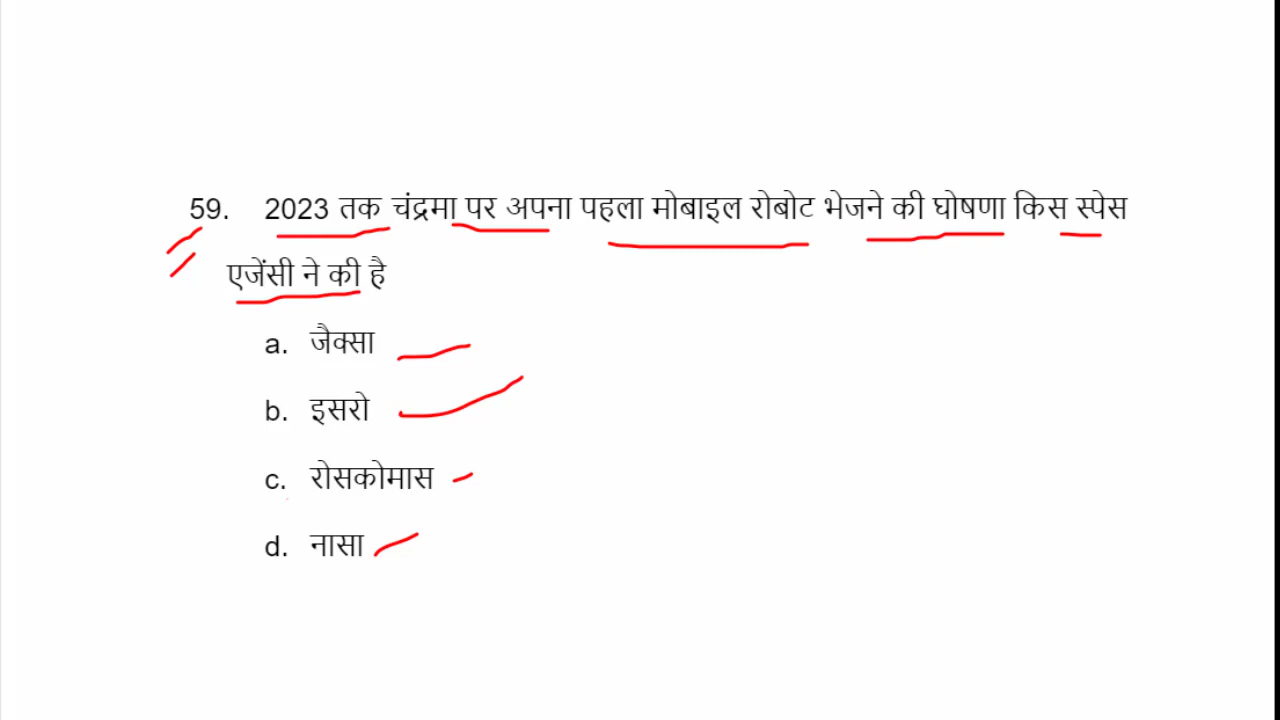 59. 2023 तक चंद्रमा पर अपना पहला मोबाइल रोबोट भेजने की घोषणा किस स्पेस
एजेंसी ने की है
a. जैक्सा
b. इसरो
c. रोसकोमास
d. नासा